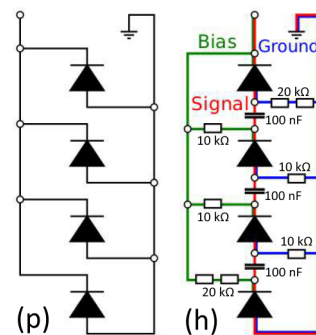 Bias
Ground
20 kΩ
Signal
100 nF
10 kΩ
10 kΩ
100 nF
10 kΩ
10 kΩ
100 nF
20 kΩ
(p)
(h)